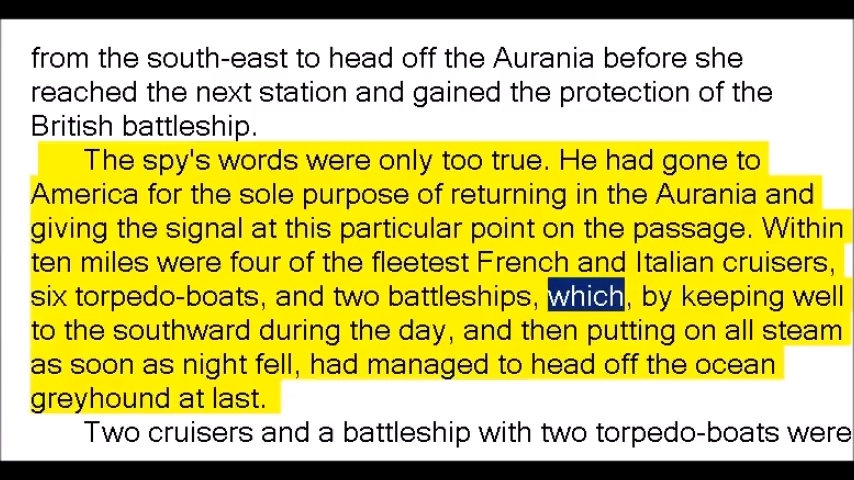 from the south-east to head off the Aurania before she
reached the next station and gained the protection of the
British battleship.
The spy's words were only too true. He had gone to
America for the sole purpose of returning in the Aurania and
giving the signal at this particular point on the passage. Within
ten miles were four of the fleetest French and Italian cruisers,
six torpedo-boats, and two battleships, which, by keeping well
to the southward during the day, and then putting on all steam
as soon as night fell, had managed to head off the ocean
greyhound at last.
Two cruisers and a battleship with two torpedo-boats were